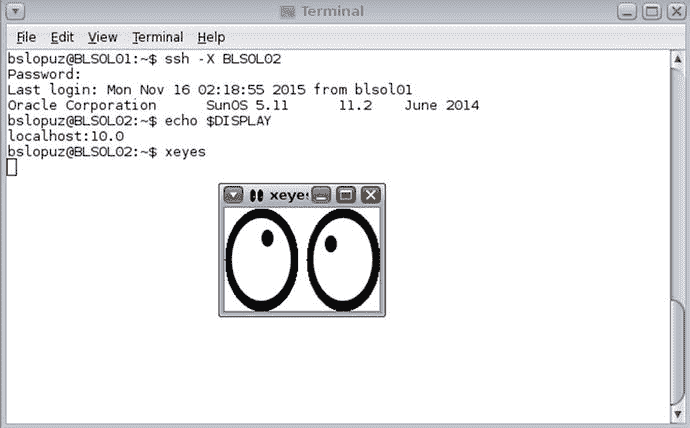 Terminal
File Edit View Terminal Help
bslopuz@BLSOL01:~$ ssh -X BLSOL02
Password:
Last login: Mon Nov 16 02:18:55 2015 from blsol01
Oracle Corporation      SunOS 5.11      11.2    June 2014
bslopuz@BLSOL02:~$ echo $DISPLAY
localhost:10.0
bslopuz@BLSOL02:~$ xeyes
xeyes